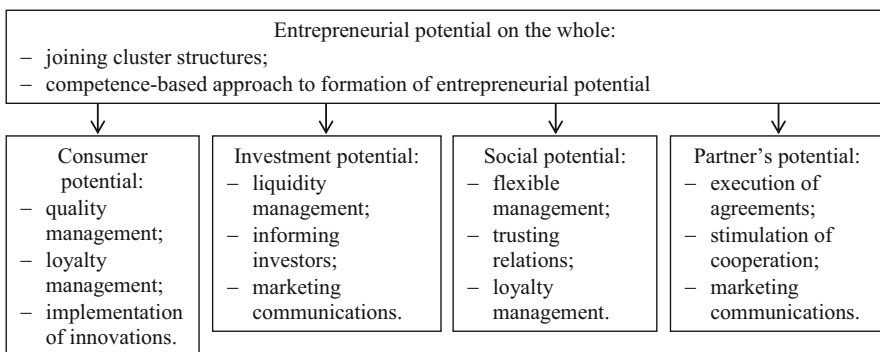 Entrepreneurial potential on the whole:
– joining cluster structures;
– competence-based approach to formation of entrepreneurial potential
Consumer
potential:
– quality
management;
– loyalty
management;
– implementation
of innovations.
Investment potential:
– liquidity
management;
– informing
investors;
– marketing
communications.
Social potential:
– flexible
management;
– trusting
relations;
– loyalty
management.
Partner’s potential:
– execution of
agreements;
– stimulation of
cooperation;
– marketing
communications.